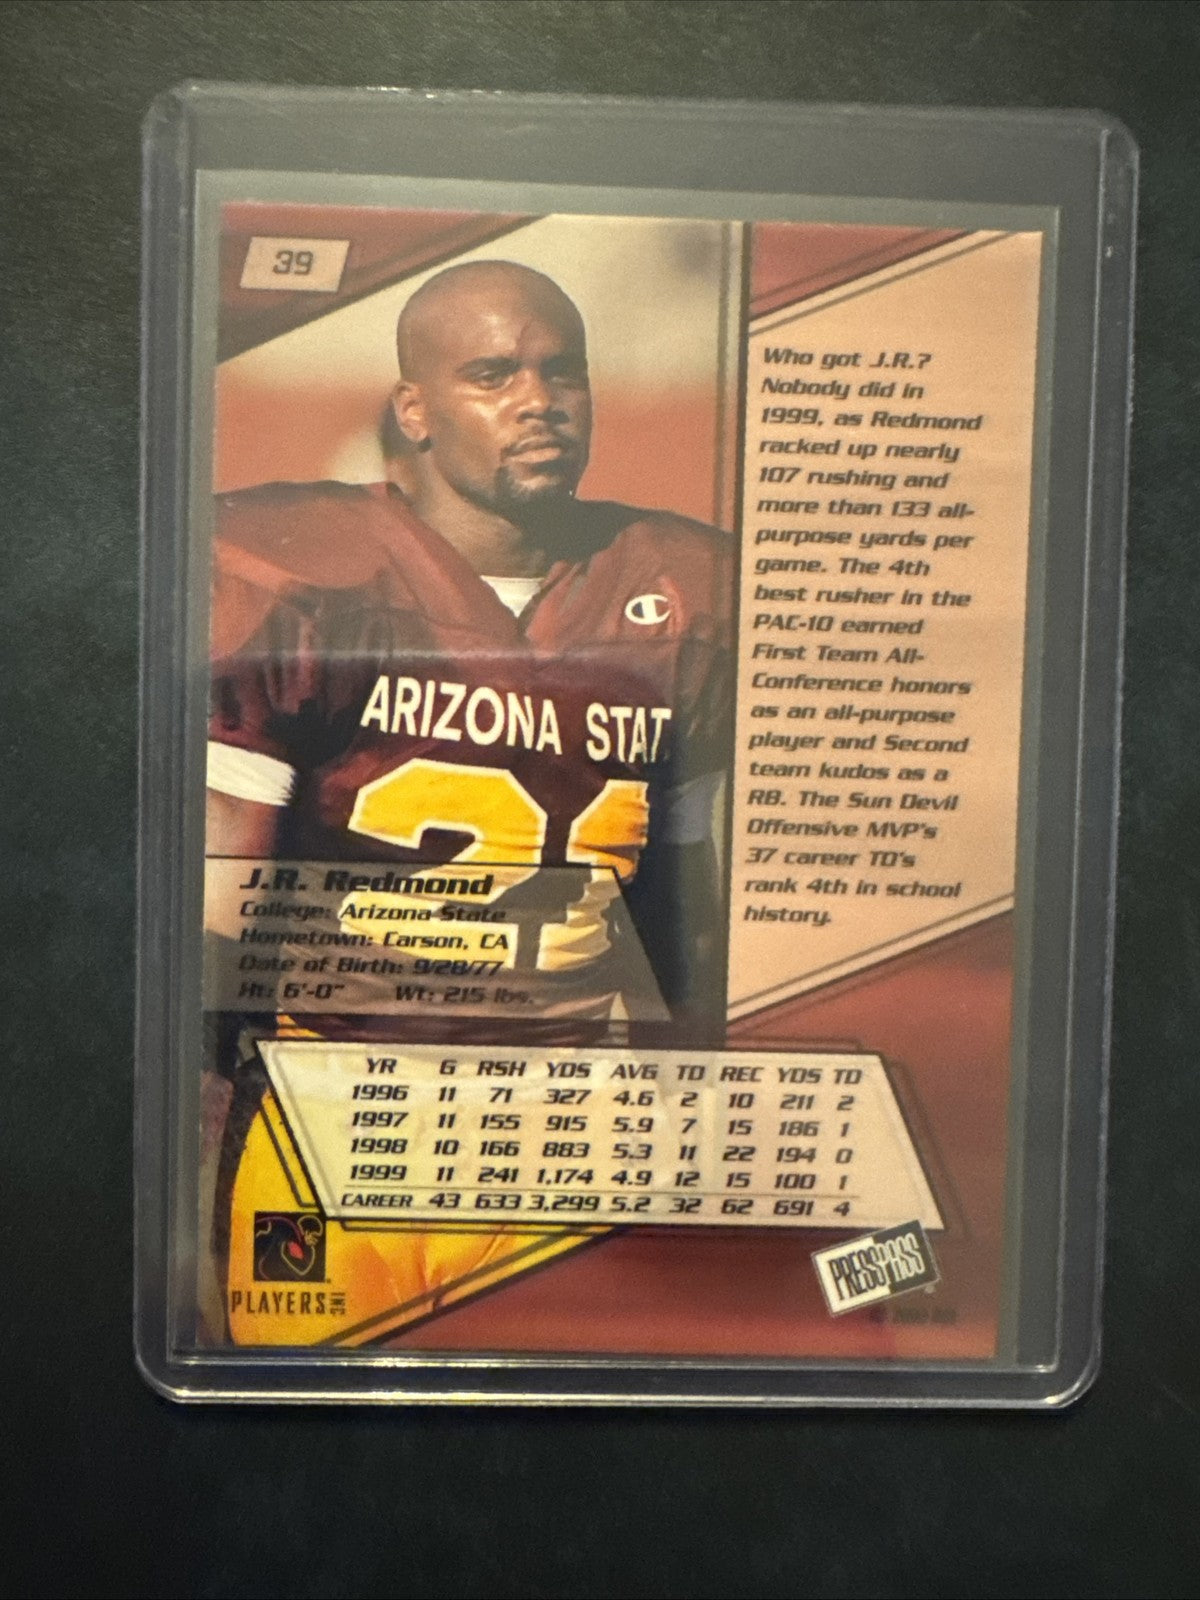 39
Who got J.R.?
Nobody did in
1999, as Redmond
racked up nearly
107 rushing and
more than 133 all-
purpose yards per
game. The 4th
best rusher in the
PAC-10 earned
First Team All-
Conference honors
as an all-purpose
player and Second
team kudos as a
RB. The Sun Devil
Offensive MVP's
37 career TD's
rank 4th in school
history.
ARIZONA STAT
21
J.R. Redmond
College: Arizona State
Hometown: Carson, CA
Date of Birth: 9/28/77
Ht: 6'-0" Wt: 215 lbs.
YR G RSH YDS AVG TD REC YDS TD
1996 11 71 327 4.6 2 10 211 2
1997 11 155 915 5.9 7 15 186 1
1998 10 166 883 5.3 11 22 194 0
1999 11 241 1,174 4.9 12 15 100 1
CAREER 43 633 3,299 5.2 32 62 691 4
PLAYERS INC
PRESS PASS